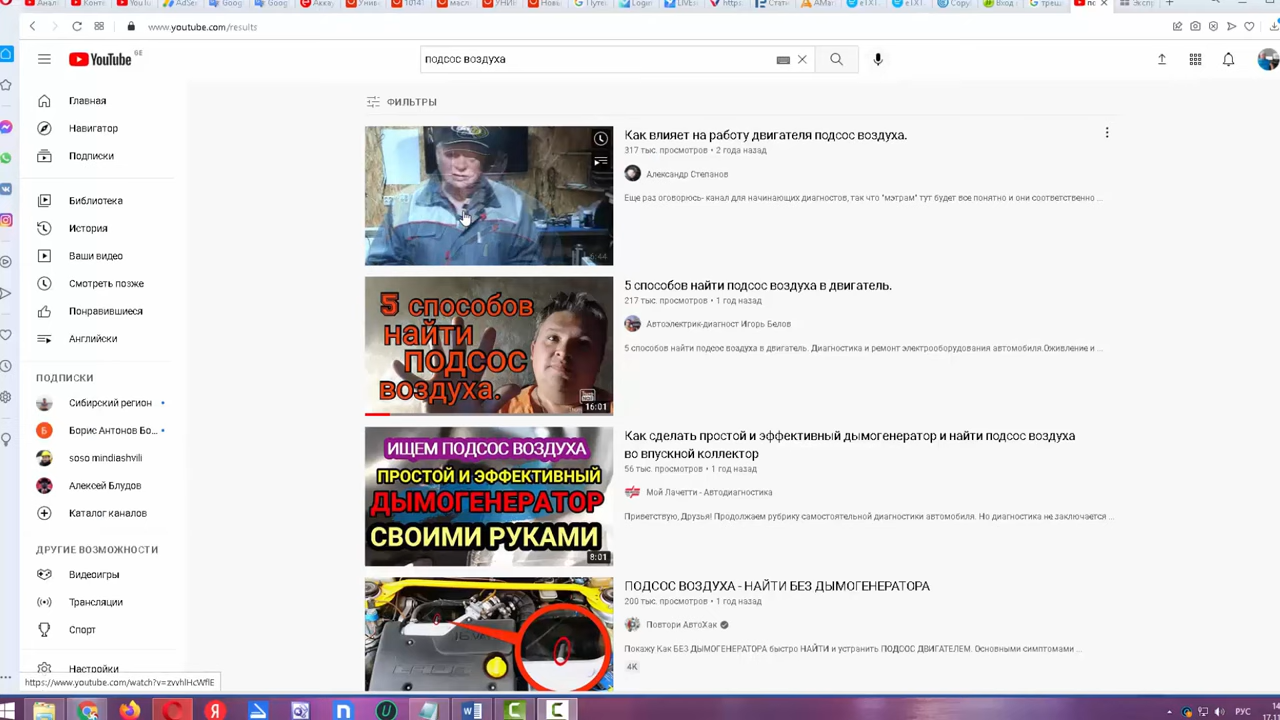 www.youtube.com/results
YouTube GE
подсос воздуха
Главная
Навигатор
Подписки
Библиотека
История
Ваши видео
Смотреть позже
Понравившиеся
Английски
ПОДПИСКИ
Сибирский регион
Борис Антонов Бо...
soso mindiashvili
Алексей Блудов
Каталог каналов
ДРУГИЕ ВОЗМОЖНОСТИ
Видеоигры
Трансляции
Спорт
Настройки
ФИЛЬТРЫ
6:44
Как влияет на работу двигателя подсос воздуха.
317 тыс. просмотров • 2 года назад
Александр Степанов
Еще раз оговорюсь- канал для начинающих диагностов, так что "мэтрам" тут будет все понятно и они соответственно ...
5 способов
найти
подсос
воздуха.
16:01
5 способов найти подсос воздуха в двигатель.
217 тыс. просмотров • 1 год назад
Автоэлектрик-диагност Игорь Белов
5 способов найти подсос воздуха в двигатель. Диагностика и ремонт электрооборудования автомобиля.Оживление и ...
ИЩЕМ ПОДСОС ВОЗДУХА
ПРОСТОЙ И ЭФФЕКТИВНЫЙ
ДЫМОГЕНЕРАТОР
СВОИМИ РУКАМИ
8:01
Как сделать простой и эффективный дымогенератор и найти подсос воздуха
во впускной коллектор
56 тыс. просмотров • 1 год назад
Мой Лачетти - Автодиагностика
Приветствую, Друзья! Продолжаем рубрику самостоятельной диагностики автомобиля. Но диагностика не заключается ...
16V
ПОДСОС ВОЗДУХА - НАЙТИ БЕЗ ДЫМОГЕНЕРАТОРА
200 тыс. просмотров • 1 год назад
Повтори АвтоХак
Покажу Как БЕЗ ДЫМОГЕНЕРАТОРА быстро НАЙТИ и устранить ПОДСОС ДВИГАТЕЛЕМ. Основными симптомами ...
4K
https://www.youtube.com/watch?v=zvvhlHcWflE
РУС